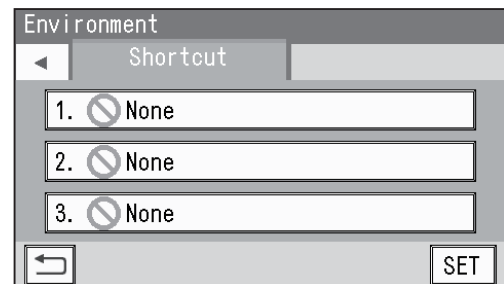 Environment
Shortcut
1. None
2. None
3. None
SET